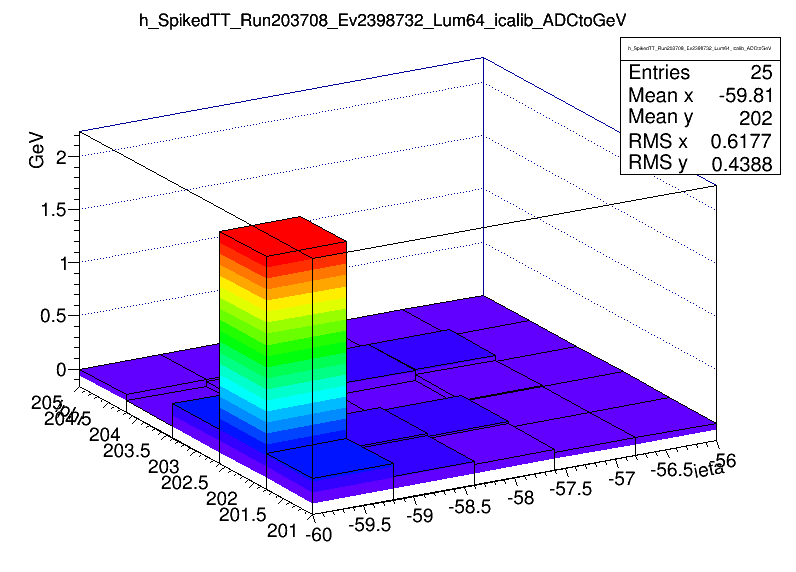 h_SpikedTT_Run203708_Ev2398732_Lum64_icalib_ADCtoGeV
h_SpikedTT_Run203708_Ev2398732_Lum64_icalib_ADCtoGeV
Entries 25
Mean x -59.81
Mean y 202
RMS x 0.6177
RMS y 0.4388
GeV
2
1.5
1
0.5
0
205
204.5
204
203.5
203
202.5
202
201.5
201
-60
-59.5
-59
-58.5
-58
-57.5
-57
-56.5
-56
ieta